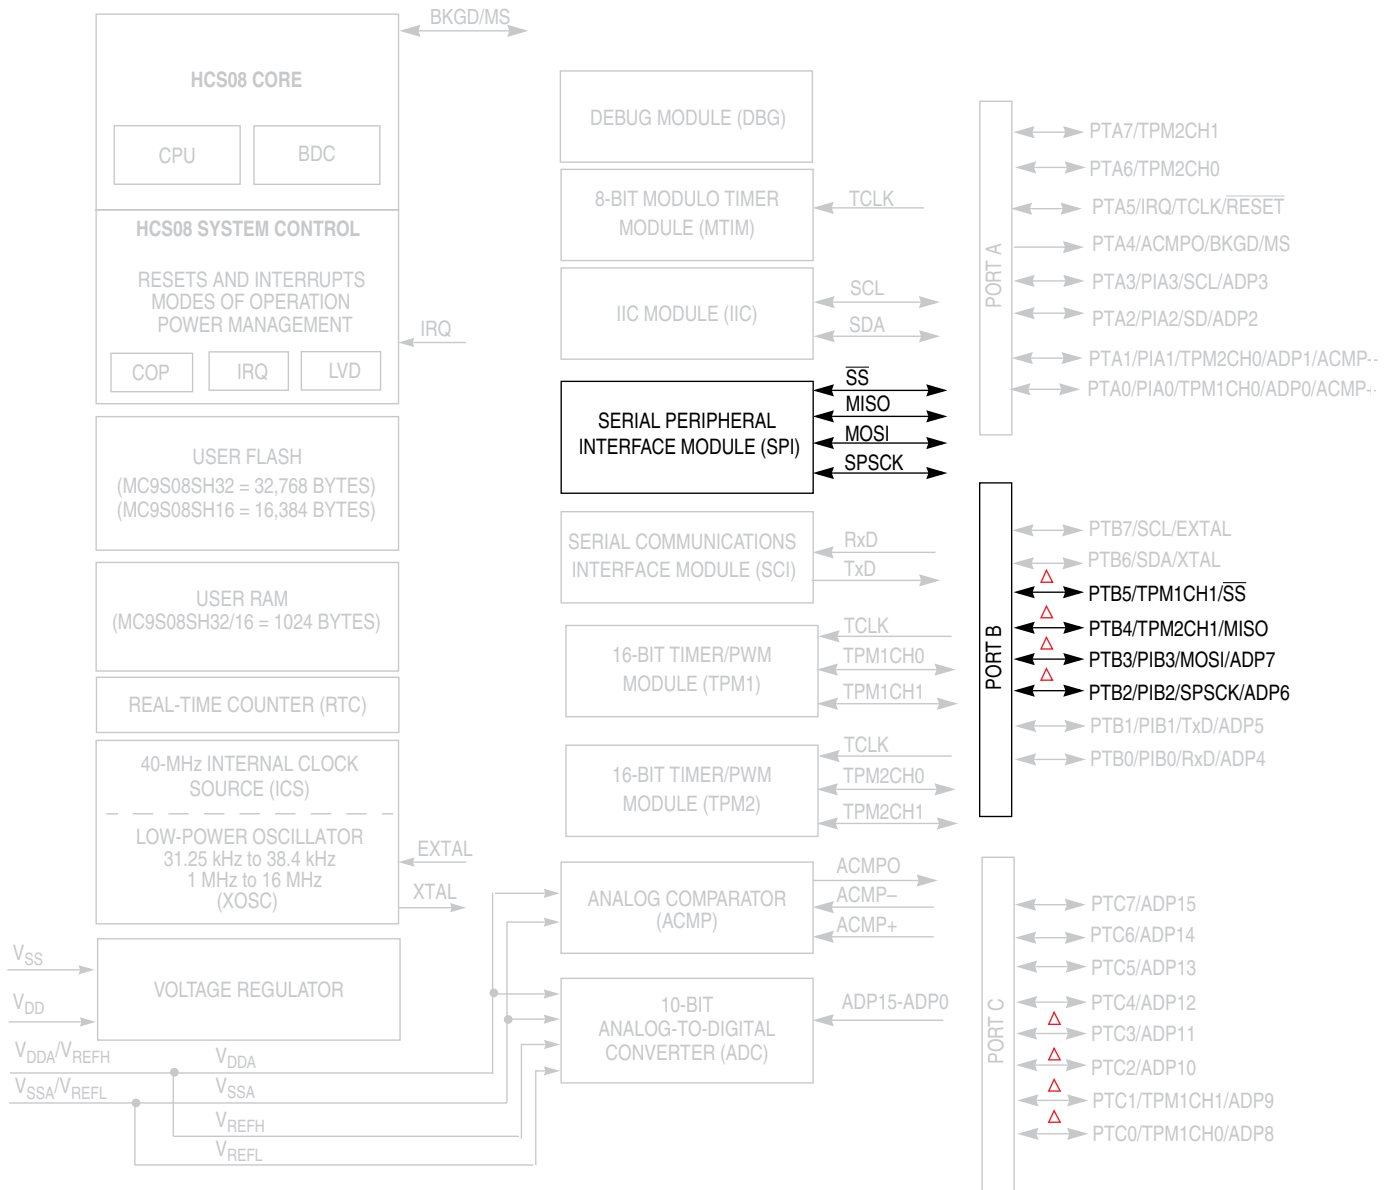 BKGD/MS
HCS08 CORE
CPU
BDC
HCS08 SYSTEM CONTROL
RESETS AND INTERRUPTS
MODES OF OPERATION
POWER MANAGEMENT
COP
IRQ
LVD
IRQ
USER FLASH
(MC9S08SH32 = 32,768 BYTES)
(MC9S08SH16 = 16,384 BYTES)
USER RAM
(MC9S08SH32/16 = 1024 BYTES)
REAL-TIME COUNTER (RTC)
40-MHz INTERNAL CLOCK
SOURCE (ICS)
LOW-POWER OSCILLATOR
31.25 kHz to 38.4 kHz
1 MHz to 16 MHz
(XOSC)
EXTAL
XTAL
VSS
VDD
VOLTAGE REGULATOR
VDDA/VREFH
VSSA/VREFL
VDDA
VSSA
VREFH
VREFL
DEBUG MODULE (DBG)
8-BIT MODULO TIMER
MODULE (MTIM)
TCLK
IIC MODULE (IIC)
SCL
SDA
SERIAL PERIPHERAL
INTERFACE MODULE (SPI)
SS
MISO
MOSI
SPSCK
SERIAL COMMUNICATIONS
INTERFACE MODULE (SCI)
RxD
TxD
16-BIT TIMER/PWM
MODULE (TPM1)
TCLK
TPM1CH0
TPM1CH1
16-BIT TIMER/PWM
MODULE (TPM2)
TCLK
TPM2CH0
TPM2CH1
ANALOG COMPARATOR
(ACMP)
ACMPO
ACMP–
ACMP+
10-BIT
ANALOG-TO-DIGITAL
CONVERTER (ADC)
ADP15-ADP0
PORT A
PTA7/TPM2CH1
PTA6/TPM2CH0
PTA5/IRQ/TCLK/RESET
PTA4/ACMPO/BKGD/MS
PTA3/PIA3/SCL/ADP3
PTA2/PIA2/SD/ADP2
PTA1/PIA1/TPM2CH0/ADP1/ACMP--
PTA0/PIA0/TPM1CH0/ADP0/ACMP--
PORT B
PTB7/SCL/EXTAL
PTB6/SDA/XTAL
PTB5/TPM1CH1/SS
PTB4/TPM2CH1/MISO
PTB3/PIB3/MOSI/ADP7
PTB2/PIB2/SPSCK/ADP6
PTB1/PIB1/TxD/ADP5
PTB0/PIB0/RxD/ADP4
PORT C
PTC7/ADP15
PTC6/ADP14
PTC5/ADP13
PTC4/ADP12
PTC3/ADP11
PTC2/ADP10
PTC1/TPM1CH1/ADP9
PTC0/TPM1CH0/ADP8